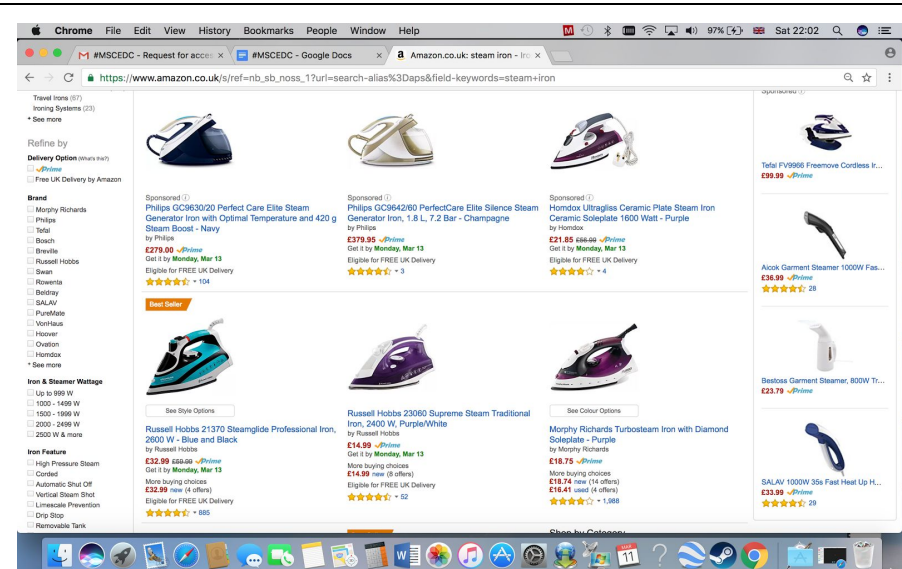 Chrome File Edit View History Bookmarks People Window Help
97% Sat 22:02
#MSCEDC - Request for acces
#MSCEDC - Google Docs
Amazon.co.uk: steam iron - Iro
https://www.amazon.co.uk/s/ref=nb_sb_noss_1?url=search-alias%3Daps&field-keywords=steam+iron
Travel Irons (67)
Ironing Systems (23)
+ See more
Refine by
Delivery Option (What's this?)
Prime
Free UK Delivery by Amazon
Brand
Morphy Richards
Philips
Tefal
Bosch
Breville
Russell Hobbs
Swan
Rowenta
Beldray
SALAV
PureMate
VonHaus
Hoover
Ovation
Homdox
+ See more
Iron & Steamer Wattage
Up to 999 W
1000 - 1499 W
1500 - 1999 W
2000 - 2499 W
2500 W & more
Iron Feature
High Pressure Steam
Corded
Automatic Shut Off
Vertical Steam Shot
Limescale Prevention
Drip Stop
Removable Tank
Sponsored
Philips GC9630/20 Perfect Care Elite Steam
Generator Iron with Optimal Temperature and 420 g
Steam Boost - Navy
by Philips
£279.00 Prime
Get it by Monday, Mar 13
Eligible for FREE UK Delivery
104
Sponsored
Philips GC9642/60 PerfectCare Elite Silence Steam
Generator Iron, 1.8 L, 7.2 Bar - Champagne
by Philips
£379.95 Prime
Get it by Monday, Mar 13
Eligible for FREE UK Delivery
3
Sponsored
Homdox Ultragliss Ceramic Plate Steam Iron
Ceramic Soleplate 1600 Watt - Purple
by Homdox
£21.85 £56.99 Prime
Get it by Monday, Mar 13
Eligible for FREE UK Delivery
4
Best Seller
See Style Options
Russell Hobbs 21370 Steamglide Professional Iron,
2600 W - Blue and Black
by Russell Hobbs
£32.99 £59.99 Prime
Get it by Monday, Mar 13
More buying choices
£32.99 new (4 offers)
Eligible for FREE UK Delivery
885
Russell Hobbs 23060 Supreme Steam Traditional
Iron, 2400 W, Purple/White
by Russell Hobbs
£14.99 Prime
Get it by Monday, Mar 13
More buying choices
£14.99 new (8 offers)
Eligible for FREE UK Delivery
52
See Colour Options
Morphy Richards Turbosteam Iron with Diamond
Soleplate - Purple
by Morphy Richards
£18.75 Prime
More buying choices
£18.74 new (14 offers)
£16.41 used (4 offers)
1,988
Shop by Category
Sponsored
Tefal FV9966 Freemove Cordless Ir...
£99.99 Prime
Aicok Garment Steamer 1000W Fas...
£36.99 Prime
28
Bestoss Garment Steamer, 800W Tr...
£23.79 Prime
SALAV 1000W 35s Fast Heat Up H...
£33.99 Prime
29
MAR
11